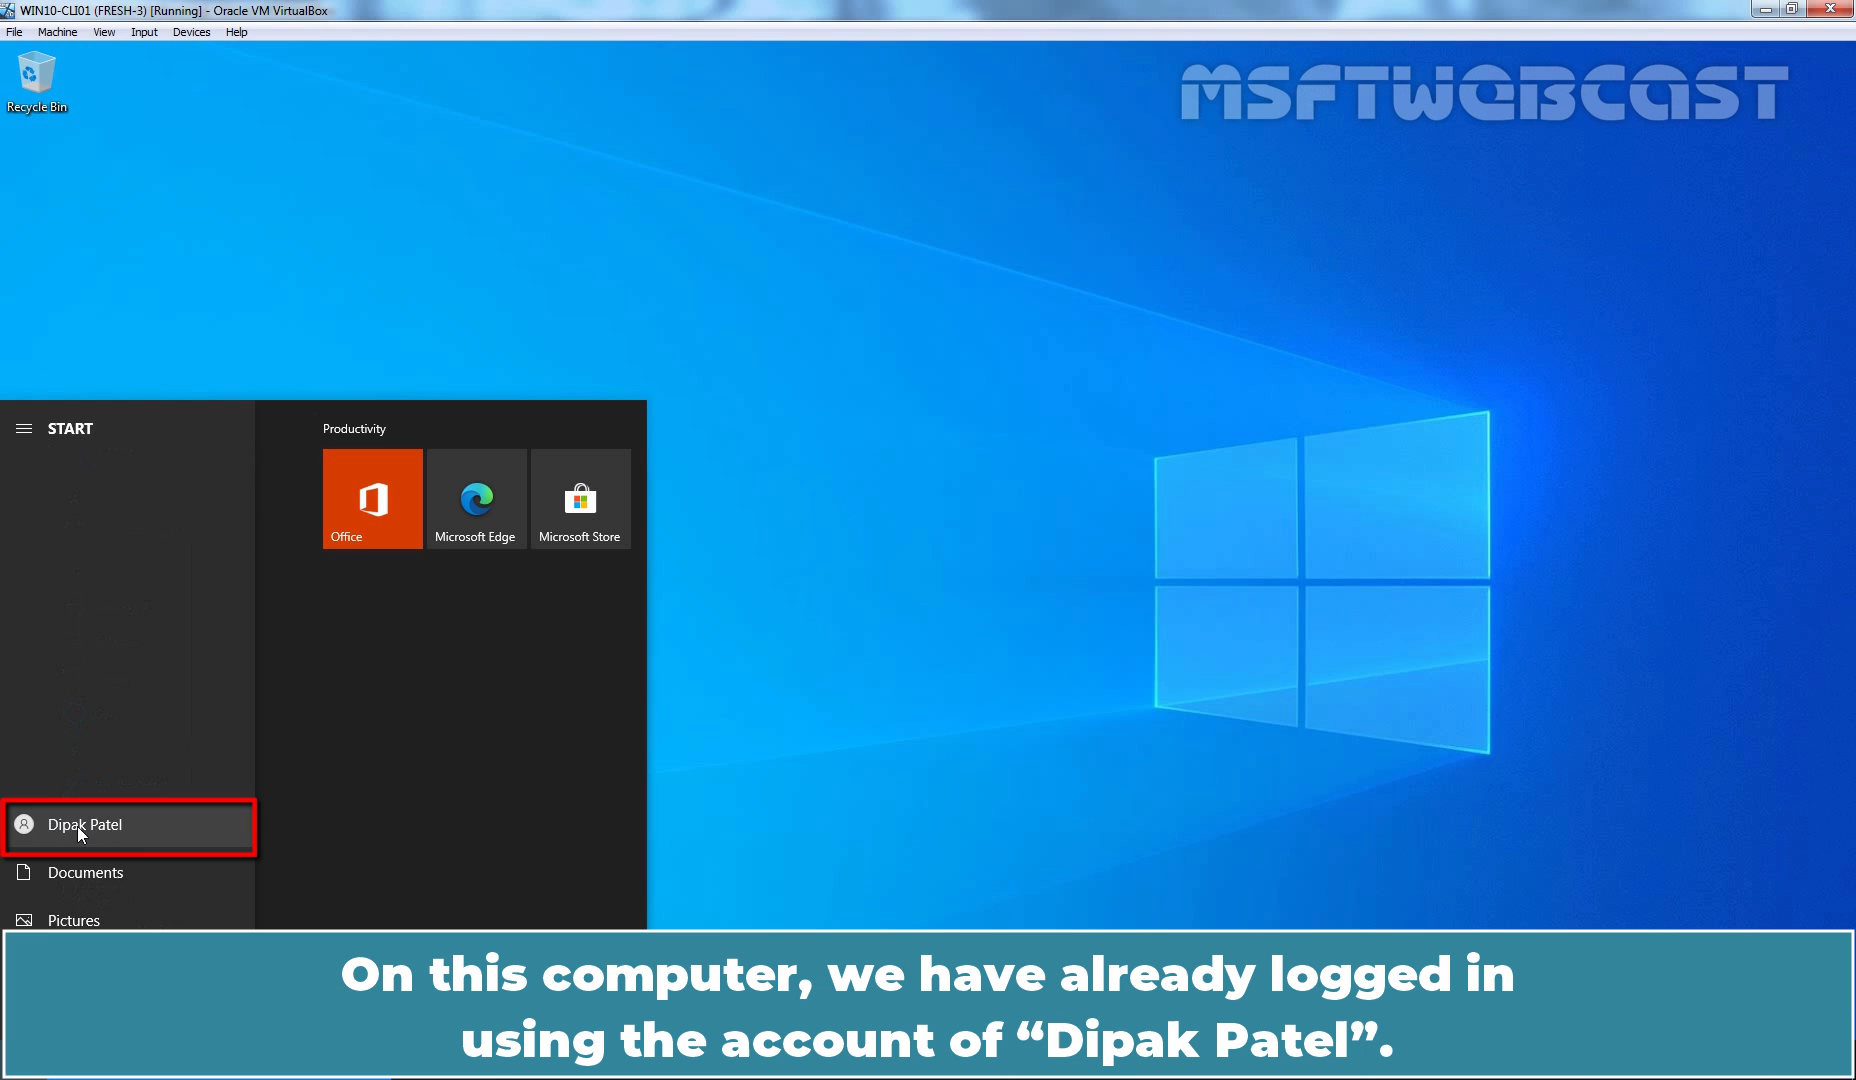 WIN10-CLI01 (FRESH-3) [Running] - Oracle VM VirtualBox
File Machine View Input Devices Help
Recycle Bin
MSFTWEBCAST
START
Productivity
Office
Microsoft Edge
Microsoft Store
Dipak Patel
Documents
Pictures
On this computer, we have already logged in
using the account of “Dipak Patel”.